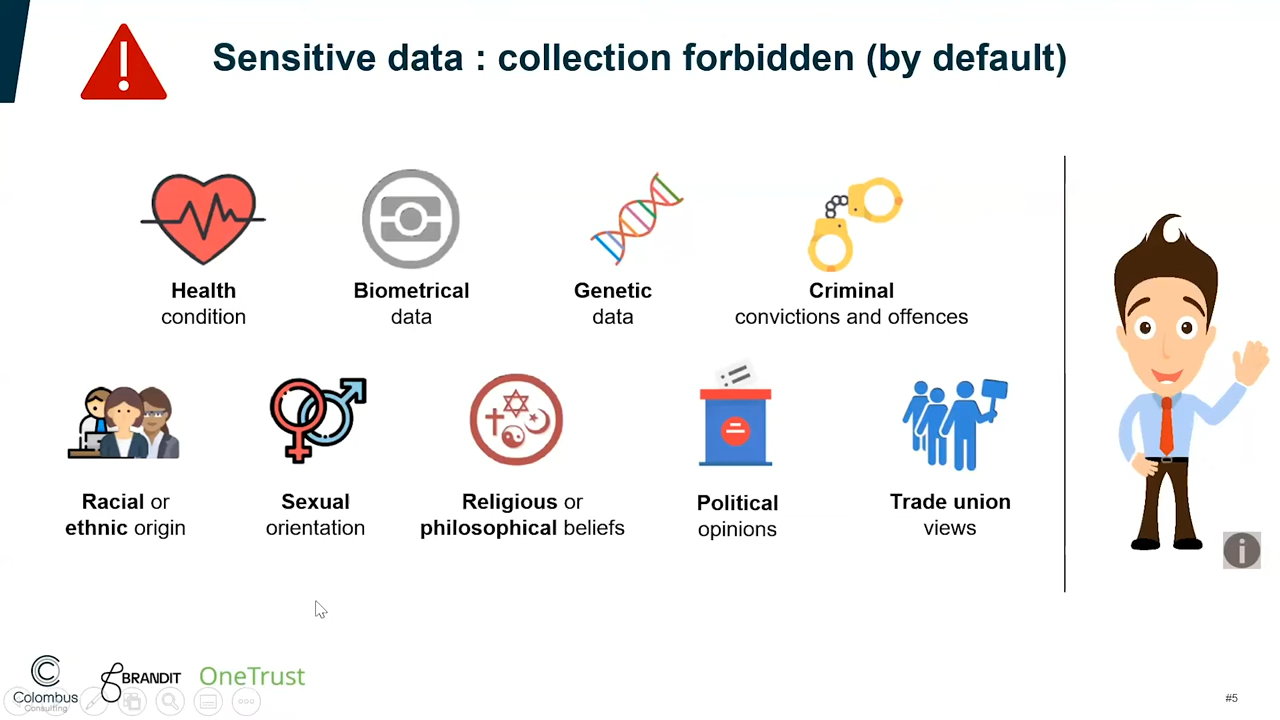 Sensitive data : collection forbidden (by default)
Health
condition
Biometrical
data
Genetic
data
Criminal
convictions and offences
Racial or
ethnic origin
Sexual
orientation
Religious or
philosophical beliefs
Political
opinions
Trade union
views
Colombus
Consulting
BRANDIT
OneTrust
#5